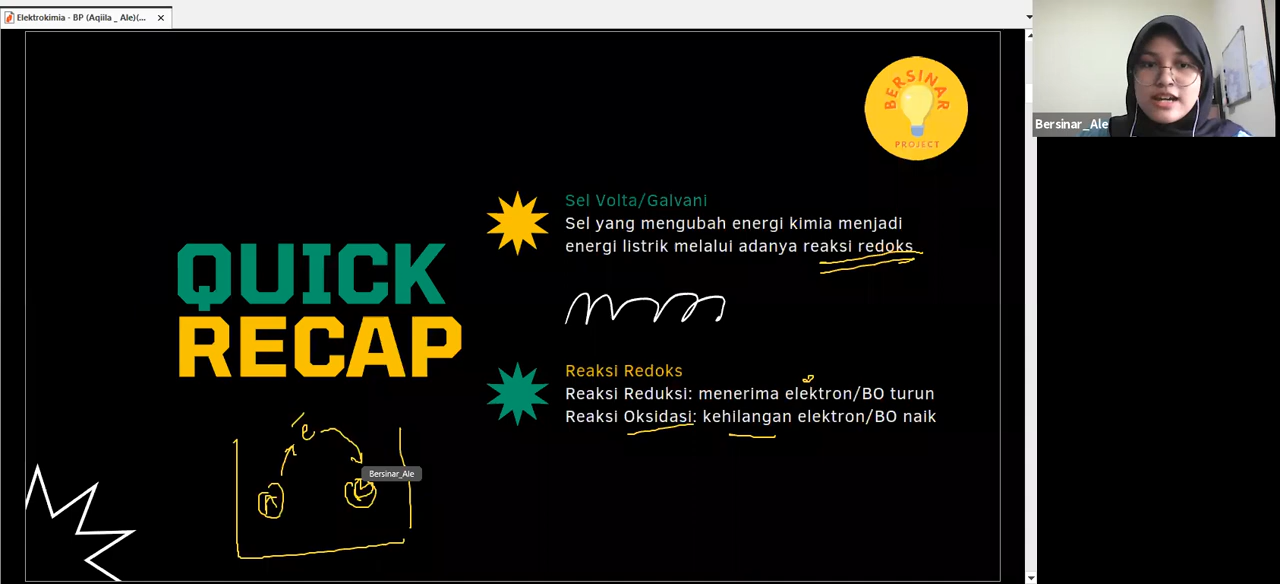 Elektrokimia - BP (Aqiila _ Ale)(...
BERSINAR
PROJECT
Bersinar_Ale
QUICK
RECAP
Sel Volta/Galvani
Sel yang mengubah energi kimia menjadi
energi listrik melalui adanya reaksi redoks
Reaksi Redoks
Reaksi Reduksi: menerima elektron/BO turun
Reaksi Oksidasi: kehilangan elektron/BO naik
e
Bersinar_Ale
A